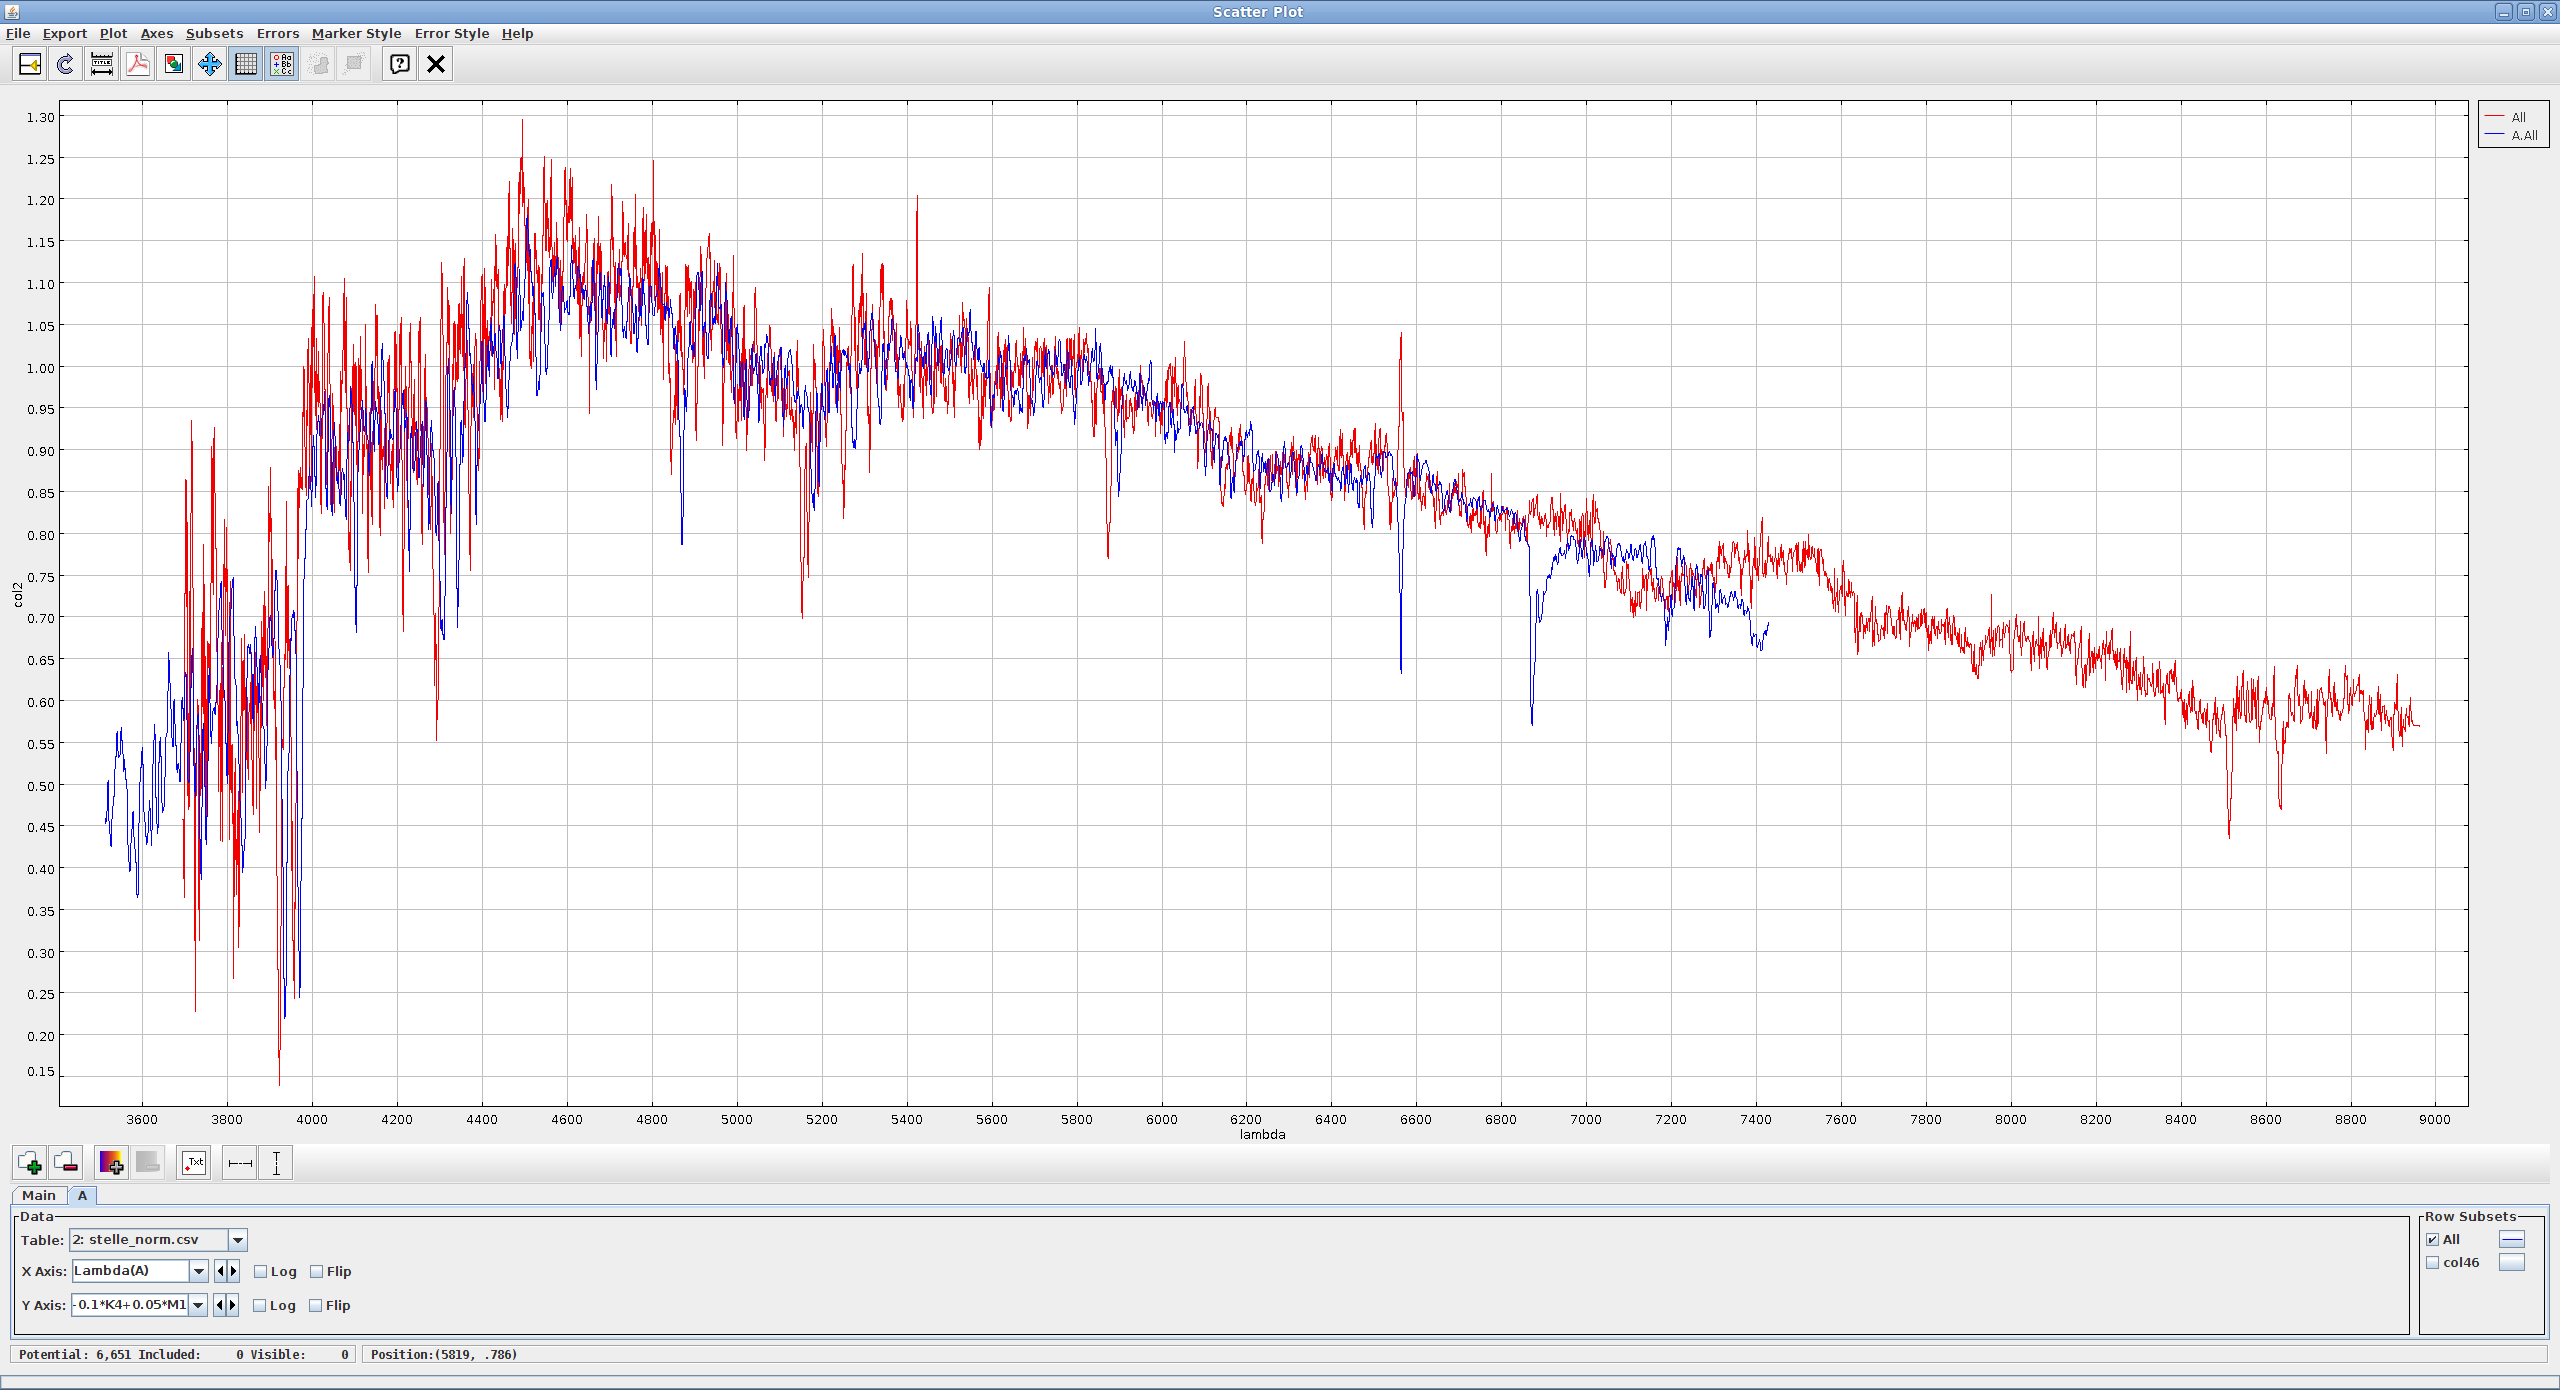 Scatter Plot
File Export Plot Axes Subsets Errors Marker Style Error Style Help
TITLE
Aa
Bb
Cc
All
A.All
1.30
1.25
1.20
1.15
1.10
1.05
1.00
0.95
0.90
0.85
0.80
0.75
0.70
0.65
0.60
0.55
0.50
0.45
0.40
0.35
0.30
0.25
0.20
0.15
col2
3600 3800 4000 4200 4400 4600 4800 5000 5200 5400 5600 5800 6000 6200 6400 6600 6800 7000 7200 7400 7600 7800 8000 8200 8400 8600 8800 9000
lambda
Txt
Main A
Data
Table: 2: stelle_norm.csv
X Axis: Lambda(A) Log Flip
Y Axis: -0.1*K4+0.05*M1 Log Flip
Row Subsets
All
col46
Potential: 6,651 Included: 0 Visible: 0 Position:(5819, .786)